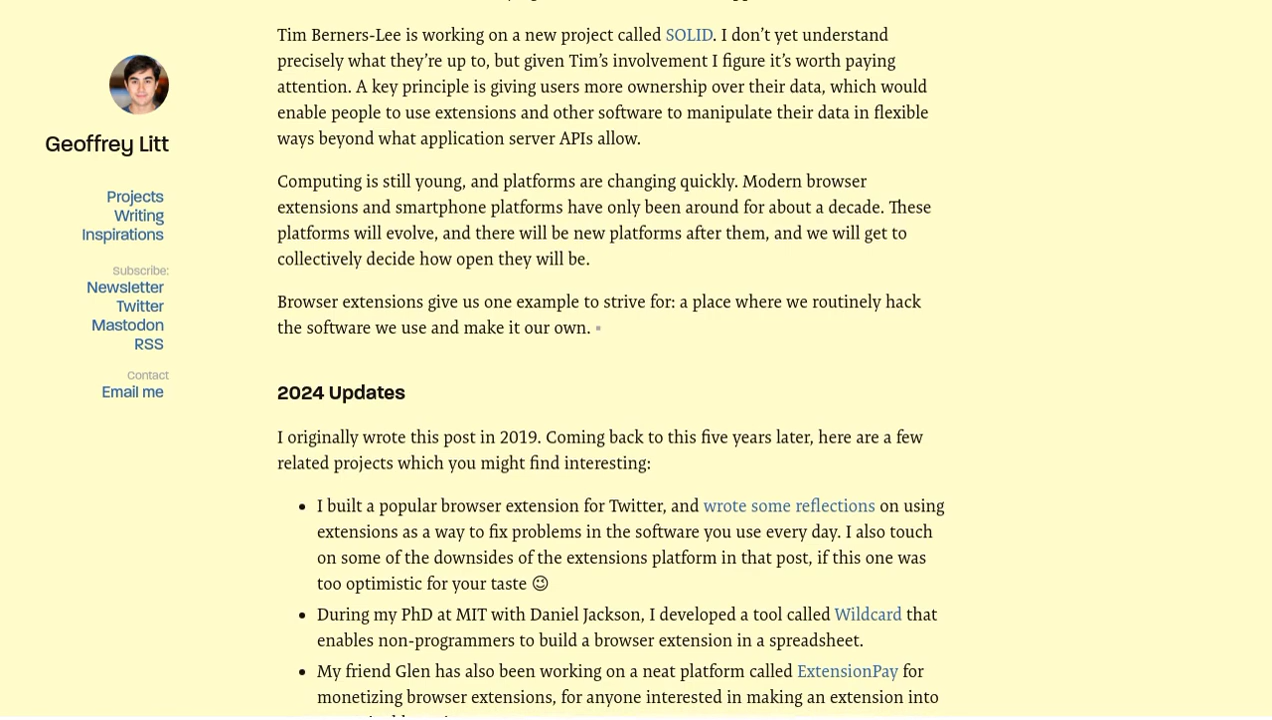 Geoffrey Litt
Projects
Writing
Inspirations
Subscribe:
Newsletter
Twitter
Mastodon
RSS
Contact
Email me
Tim Berners-Lee is working on a new project called SOLID. I don’t yet understand
precisely what they’re up to, but given Tim’s involvement I figure it’s worth paying
attention. A key principle is giving users more ownership over their data, which would
enable people to use extensions and other software to manipulate their data in flexible
ways beyond what application server APIs allow.
Computing is still young, and platforms are changing quickly. Modern browser
extensions and smartphone platforms have only been around for about a decade. These
platforms will evolve, and there will be new platforms after them, and we will get to
collectively decide how open they will be.
Browser extensions give us one example to strive for: a place where we routinely hack
the software we use and make it our own. ▪
2024 Updates
I originally wrote this post in 2019. Coming back to this five years later, here are a few
related projects which you might find interesting:
• I built a popular browser extension for Twitter, and wrote some reflections on using
extensions as a way to fix problems in the software you use every day. I also touch
on some of the downsides of the extensions platform in that post, if this one was
too optimistic for your taste 😉
• During my PhD at MIT with Daniel Jackson, I developed a tool called Wildcard that
enables non-programmers to build a browser extension in a spreadsheet.
• My friend Glen has also been working on a neat platform called ExtensionPay for
monetizing browser extensions, for anyone interested in making an extension into